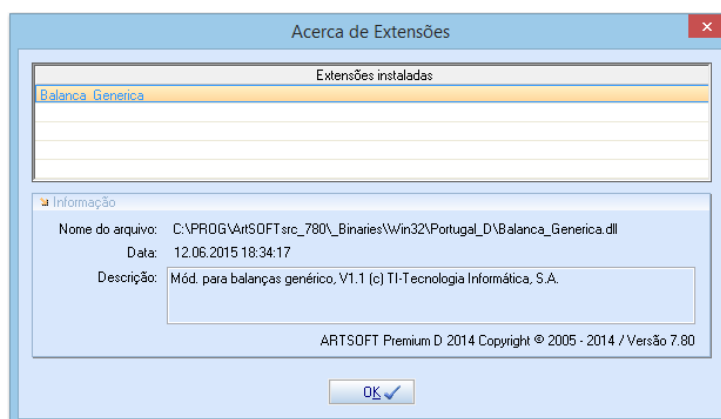 Acerca de Extensões
Extensões instaladas
Balanca_Generica
Informação
Nome do arquivo: C:\PROG\ArtSOFTsrc_780\_Binaries\Win32\Portugal_D\Balanca_Generica.dll
Data: 12.06.2015 18:34:17
Descrição: Mód. para balanças genérico, V1.1 (c) TI-Tecnologia Informática, S.A.
ARTSOFT Premium D 2014 Copyright © 2005 - 2014 / Versão 7.80
OK